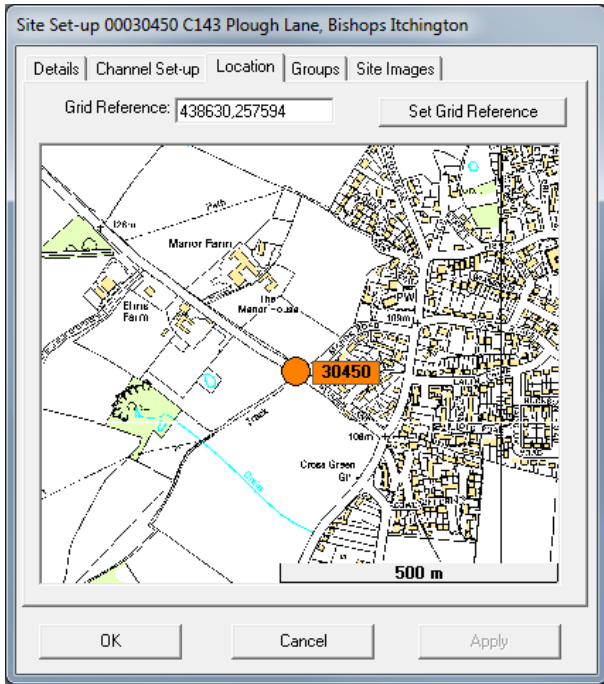 Site Set-up 00030450 C143 Plough Lane, Bishops Itchington
Details Channel Set-up Location Groups Site Images
Grid Reference: 438630,257594 Set Grid Reference
Path
126m
Manor Farm
Elms
Farm
The
Manor House
PW
109m
30450
Track
108m
Drain
Cross Green
500 m
OK Cancel Apply